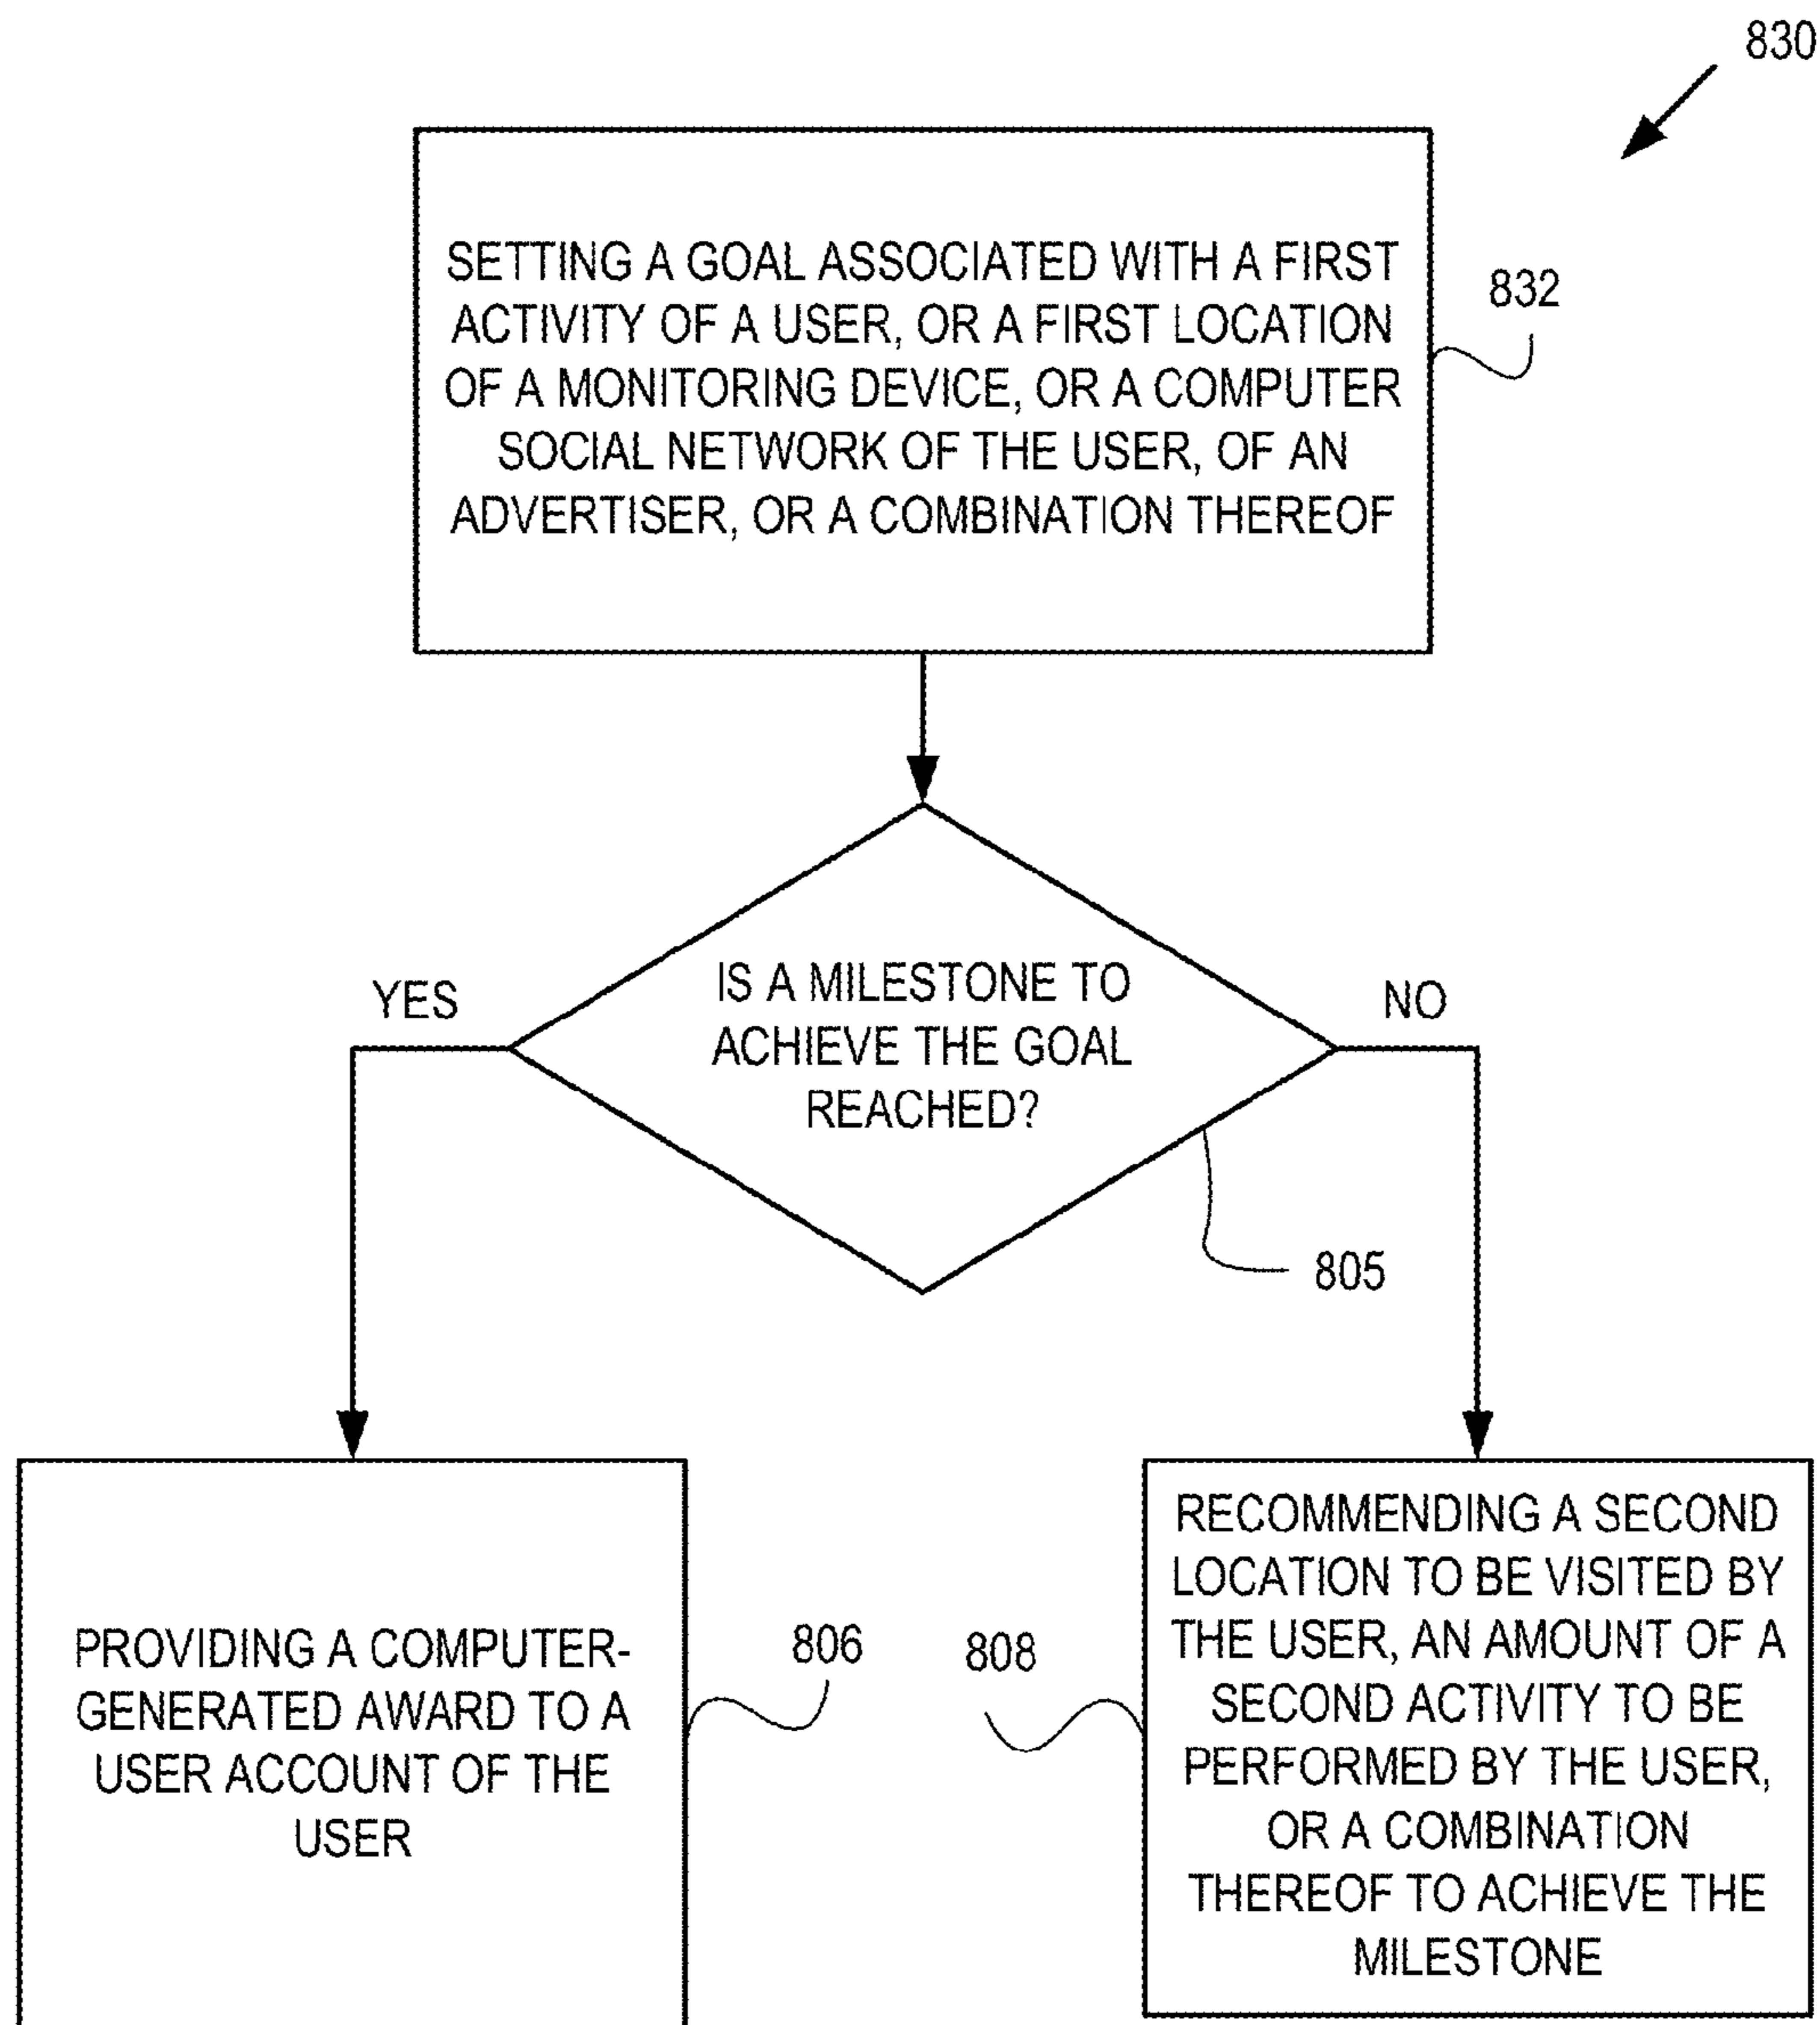 830
SETTING A GOAL ASSOCIATED WITH A FIRST
ACTIVITY OF A USER, OR A FIRST LOCATION
OF A MONITORING DEVICE, OR A COMPUTER
SOCIAL NETWORK OF THE USER, OF AN
ADVERTISER, OR A COMBINATION THEREOF
832
IS A MILESTONE TO
ACHIEVE THE GOAL
REACHED?
YES
NO
805
PROVIDING A COMPUTER-
GENERATED AWARD TO A
USER ACCOUNT OF THE
USER
806
808
RECOMMENDING A SECOND
LOCATION TO BE VISITED BY
THE USER, AN AMOUNT OF A
SECOND ACTIVITY TO BE
PERFORMED BY THE USER,
OR A COMBINATION
THEREOF TO ACHIEVE THE
MILESTONE